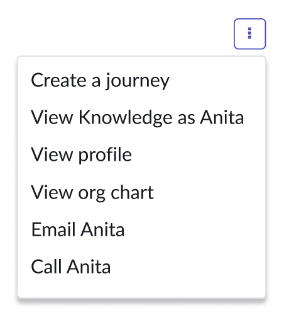 Create a journey
View Knowledge as Anita
View profile
View org chart
Email Anita
Call Anita